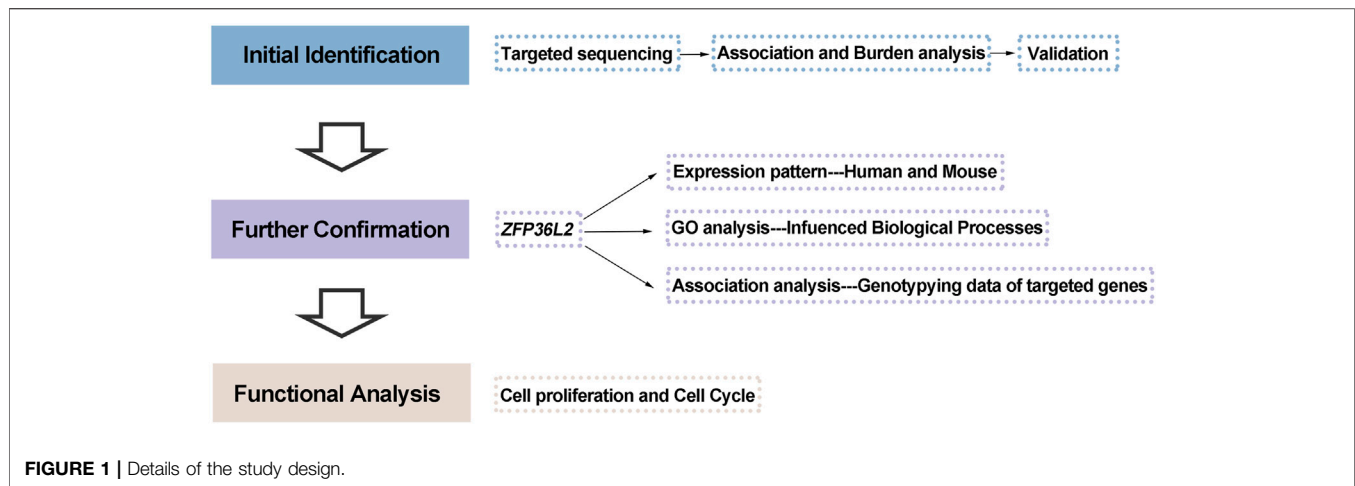 Initial Identification
Targeted sequencing
Association and Burden analysis
Validation
Expression pattern---Human and Mouse
Further Confirmation
ZFP36L2
GO analysis---Infuenced Biological Processes
Association analysis---Genotypying data of targeted genes
Functional Analysis
Cell proliferation and Cell Cycle
FIGURE 1 | Details of the study design.